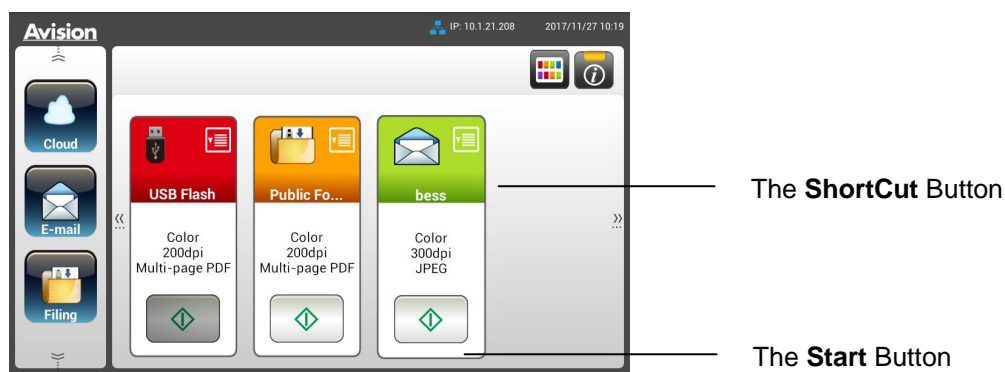 Avision
IP: 10.1.21.208
2017/11/27 10:19
Cloud
E-mail
Filing
USB Flash
Color
200dpi
Multi-page PDF
Public Fo...
Color
200dpi
Multi-page PDF
bess
Color
300dpi
JPEG
The ShortCut Button
The Start Button